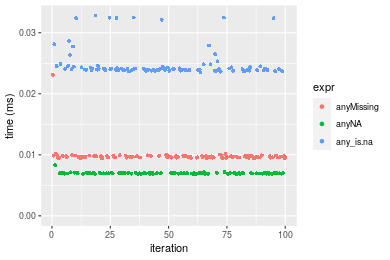 0.03
0.02
0.01
0.00
time (ms)
0
25
50
75
100
iteration
expr
anyMissing
anyNA
any_is.na